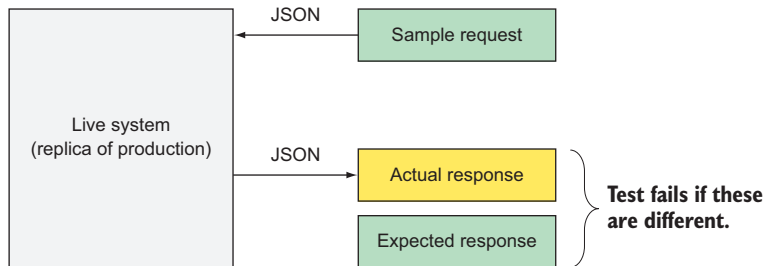 JSON
Sample request
Live system
(replica of production)
JSON
Actual response
Test fails if these
are different.
Expected response